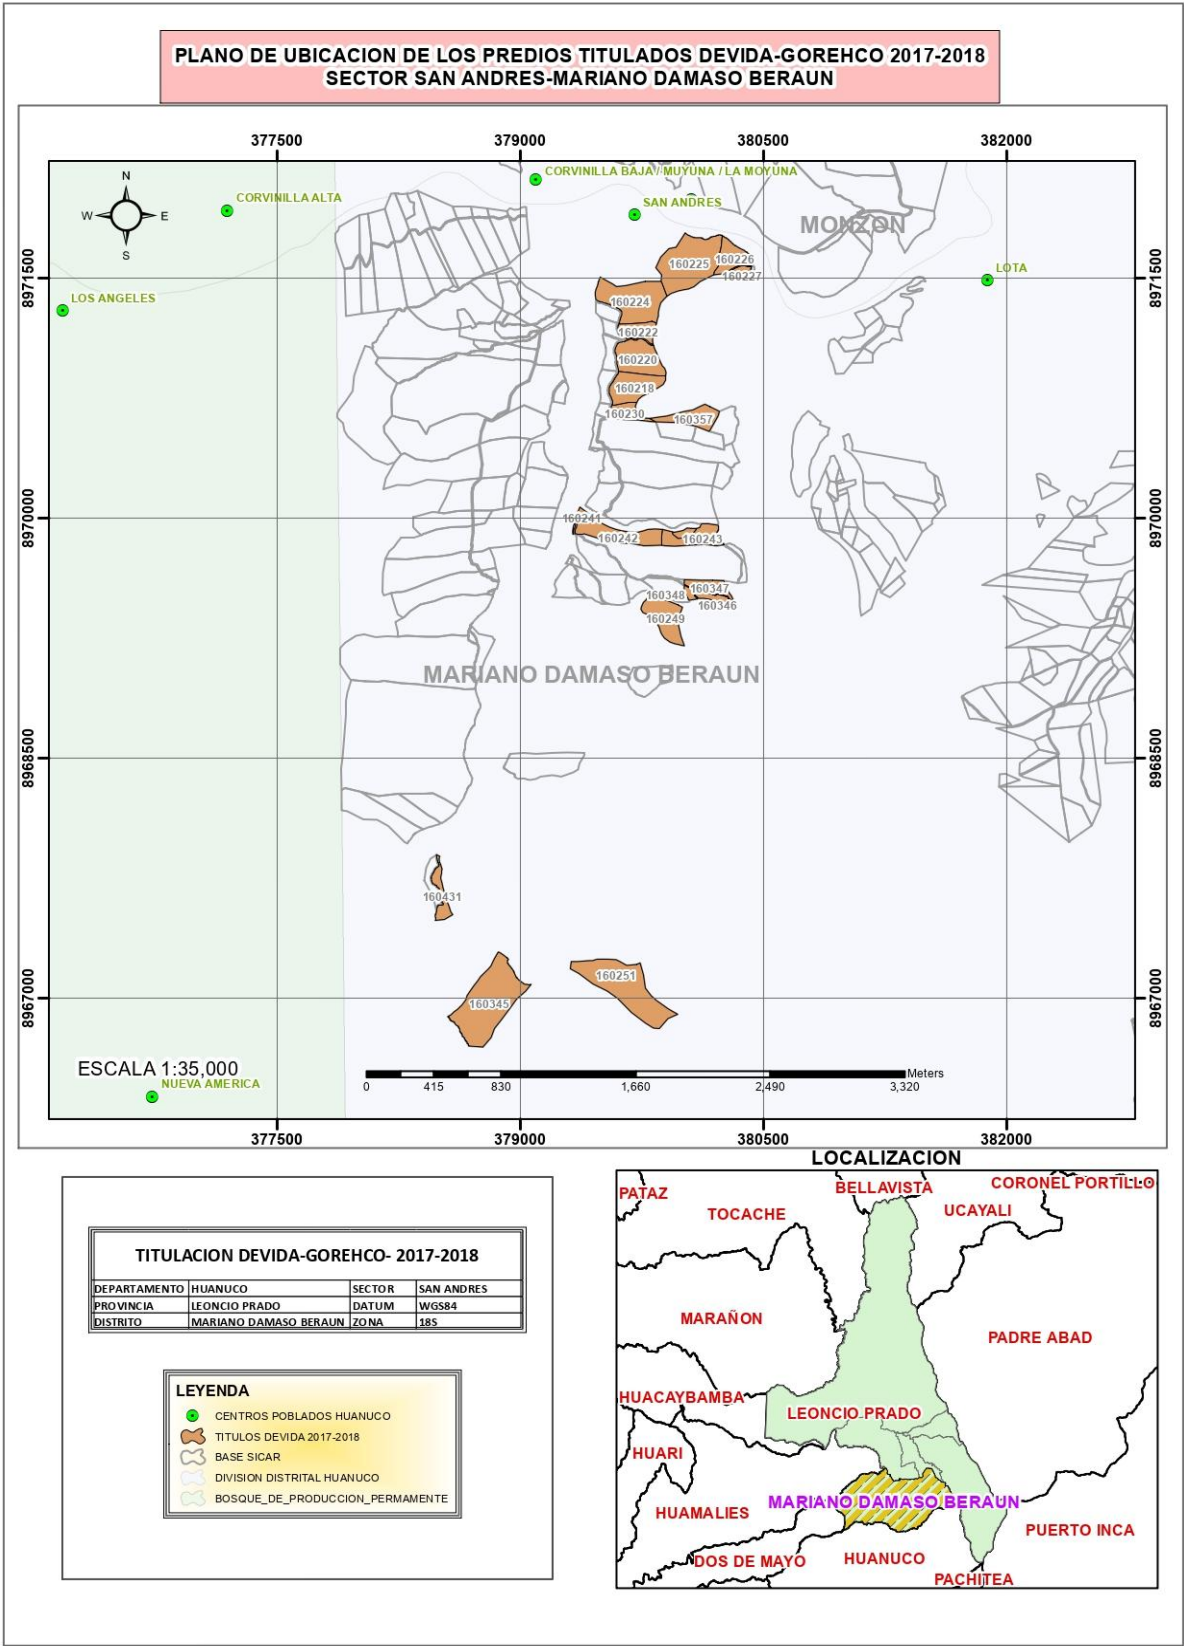 PLANO DE UBICACION DE LOS PREDIOS TITULADOS DEVIDA-GOREHCO 2017-2018
SECTOR SAN ANDRES-MARIANO DAMASO BERAUN
377500 379000 380500 382000
N
W E
S
CORVINILLA ALTA
CORVINILLA BAJA / MUYUNA / LA MOYUNA
SAN ANDRES
MONZON
LOTA
LOS ANGELES
8971500 8971500
160225
160226
160227
160224
160222
160220
160218
160230
160357
8970000 8970000
160241
160242
160243
160347
160348
160346
160249
MARIANO DAMASO BERAUN
8968500 8968500
160431
160251
160345
8967000 8967000
ESCALA 1:35,000
NUEVA AMERICA
Meters
0 415 830 1,660 2,490 3,320
377500 379000 380500 382000
TITULACION DEVIDA-GOREHCO- 2017-2018
DEPARTAMENTO HUANUCO SECTOR SAN ANDRES
PROVINCIA LEONCIO PRADO DATUM WGS84
DISTRITO MARIANO DAMASO BERAUN ZONA 18S
LEYENDA
CENTROS POBLADOS HUANUCO
TITULOS DEVIDA 2017-2018
BASE SICAR
DIVISION DISTRITAL HUANUCO
BOSQUE_DE_PRODUCCION_PERMAMENTE
LOCALIZACION
PATAZ
BELLAVISTA
CORONEL PORTILLO
TOCACHE
UCAYALI
MARAÑON
PADRE ABAD
HUACAYBAMBA
LEONCIO PRADO
HUARI
MARIANO DAMASO BERAUN
HUAMALIES
PUERTO INCA
DOS DE MAYO
HUANUCO
PACHITEA